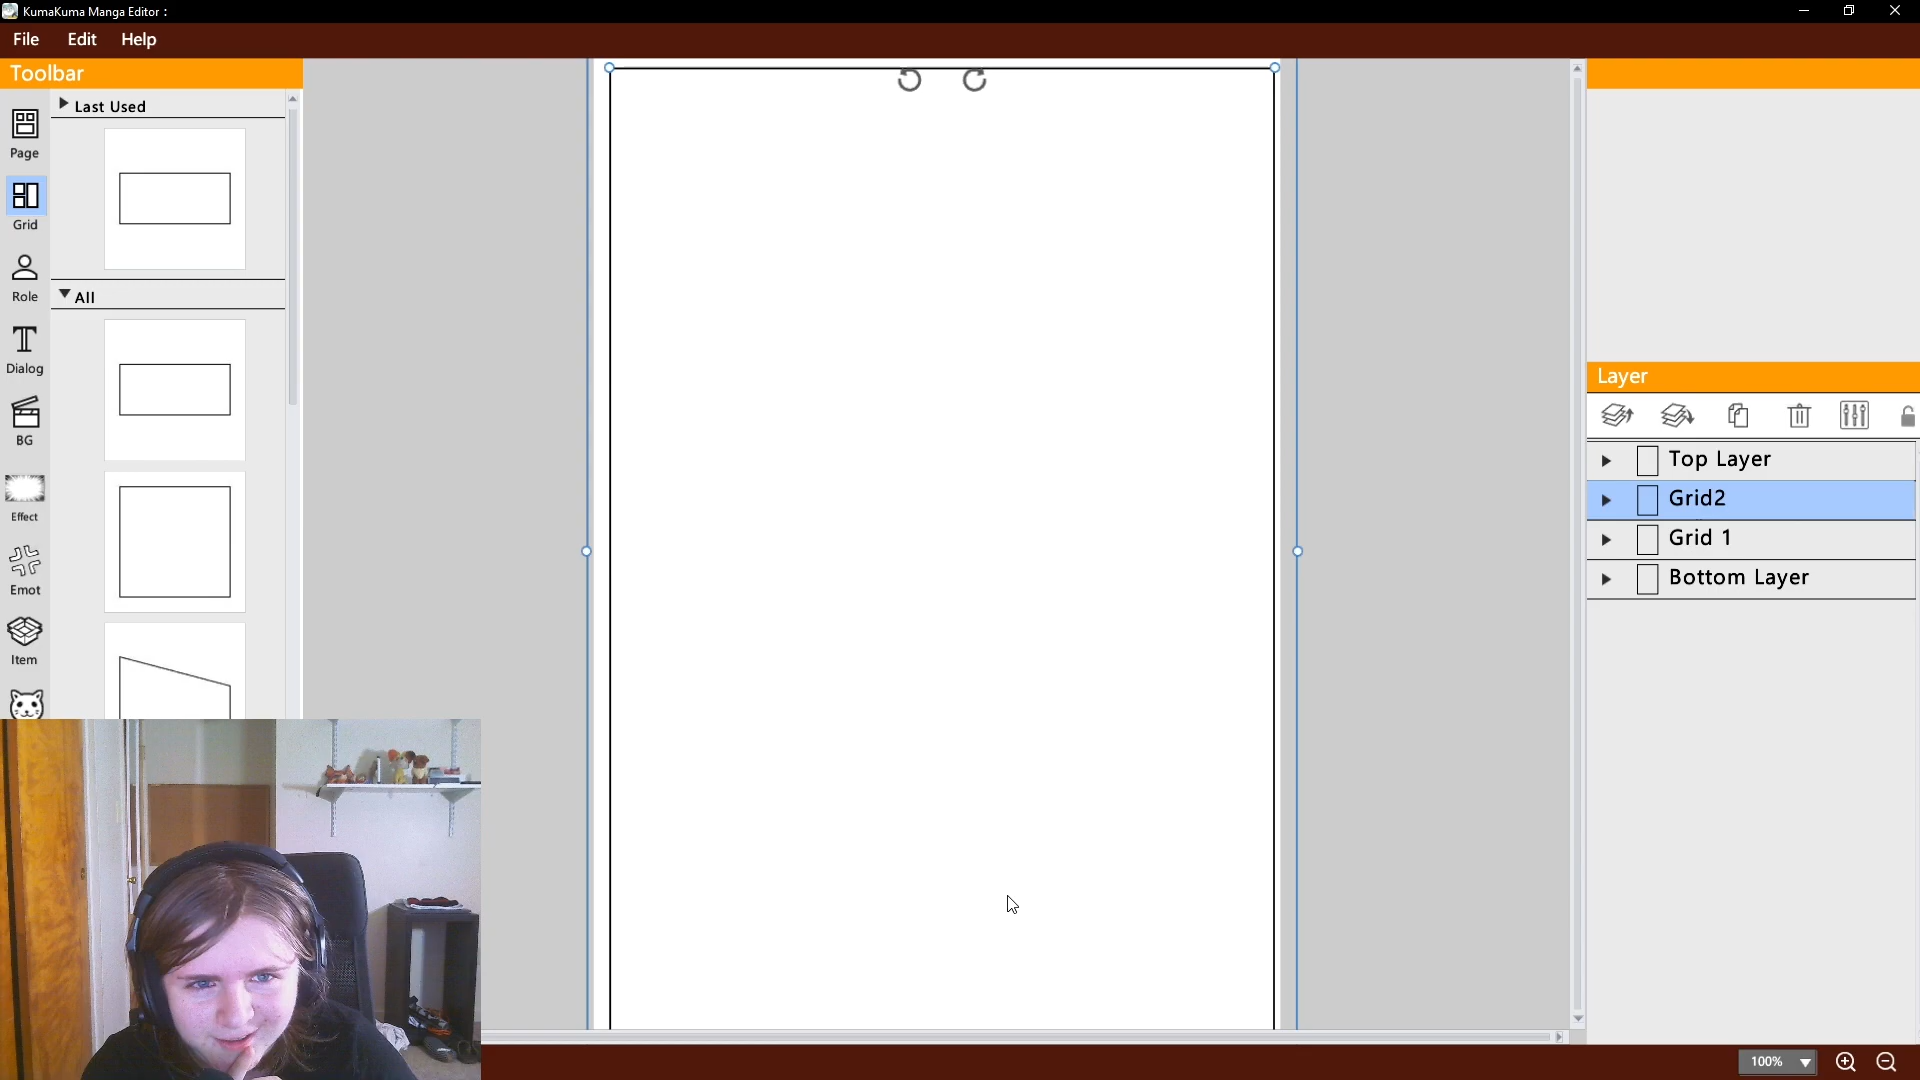 KumaKuma Manga Editor :
File Edit Help
Toolbar
Last Used
Page
Grid
Role
All
Dialog
BG
Effect
Emot
Item
Layer
Top Layer
Grid2
Grid 1
Bottom Layer
100%